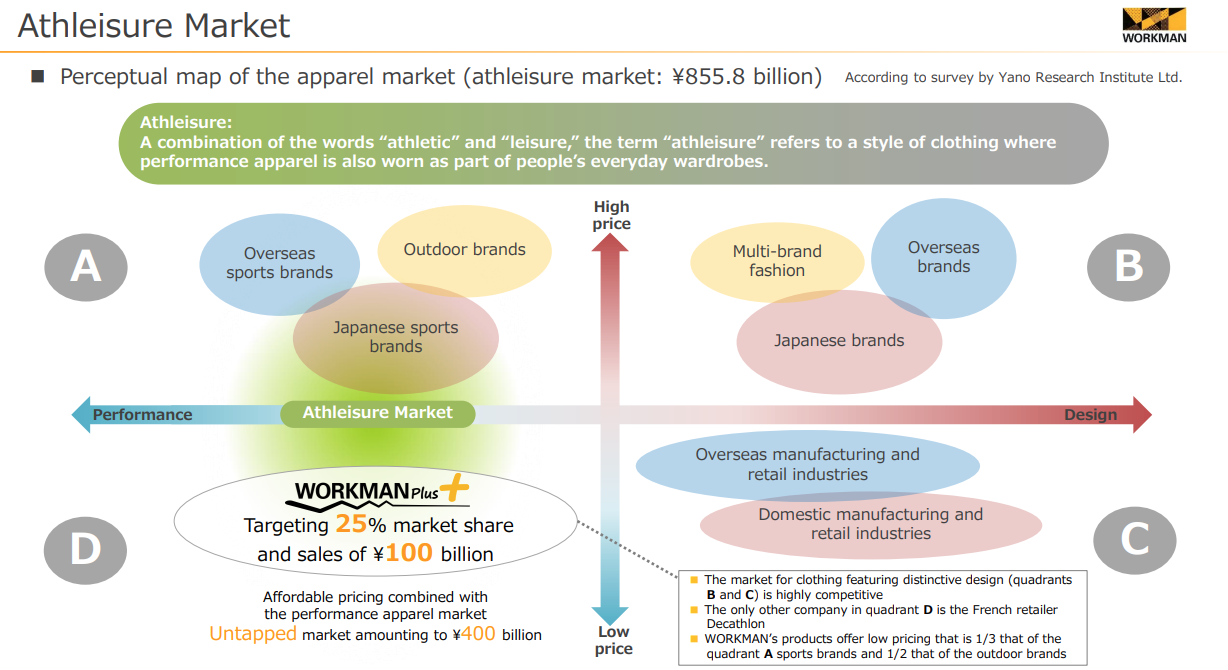 Athleisure Market
WORKMAN
■ Perceptual map of the apparel market (athleisure market: ¥855.8 billion)
According to survey by Yano Research Institute Ltd.
Athleisure:
A combination of the words “athletic” and “leisure,” the term “athleisure” refers to a style of clothing where
performance apparel is also worn as part of people’s everyday wardrobes.
A
Overseas
sports brands
Outdoor brands
Japanese sports
brands
High
price
Multi-brand
fashion
Overseas
brands
Japanese brands
B
Performance
Athleisure Market
Design
D
WORKMAN Plus+
Targeting 25% market share
and sales of ¥100 billion
Affordable pricing combined with
the performance apparel market
Untapped market amounting to ¥400 billion
Overseas manufacturing and
retail industries
Domestic manufacturing and
retail industries
C
Low
price
■ The market for clothing featuring distinctive design (quadrants
B and C) is highly competitive
■ The only other company in quadrant D is the French retailer
Decathlon
■ WORKMAN’s products offer low pricing that is 1/3 that of the
quadrant A sports brands and 1/2 that of the outdoor brands